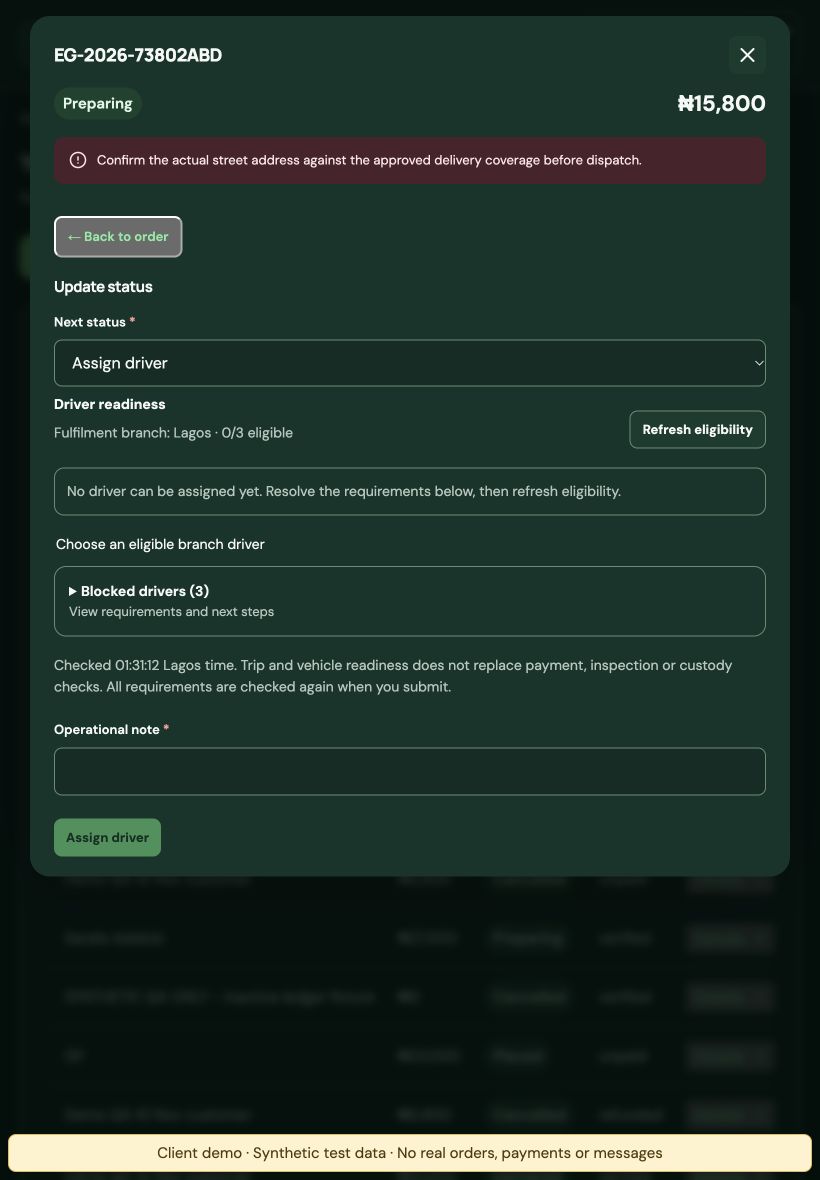 EG-2026-73802ABD
Preparing
₦15,800
Confirm the actual street address against the approved delivery coverage before dispatch.
← Back to order
Update status
Next status *
Assign driver
Driver readiness
Fulfilment branch: Lagos · 0/3 eligible
Refresh eligibility
No driver can be assigned yet. Resolve the requirements below, then refresh eligibility.
Choose an eligible branch driver
▶ Blocked drivers (3)
View requirements and next steps
Checked 01:31:12 Lagos time. Trip and vehicle readiness does not replace payment, inspection or custody
checks. All requirements are checked again when you submit.
Operational note *
Assign driver
Client demo · Synthetic test data · No real orders, payments or messages